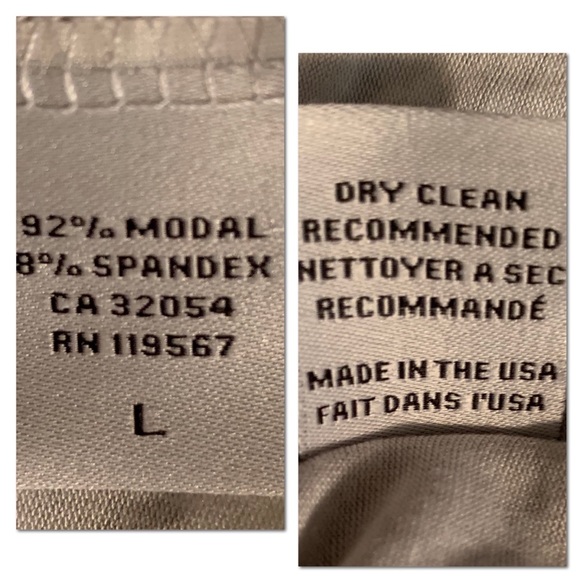 92% MODAL
8% SPANDEX
CA 32054
RN 119567
L
DRY CLEAN
RECOMMENDED
NETTOYER A SEC
RECOMMANDÉ
MADE IN THE USA
FAIT DANS l'USA